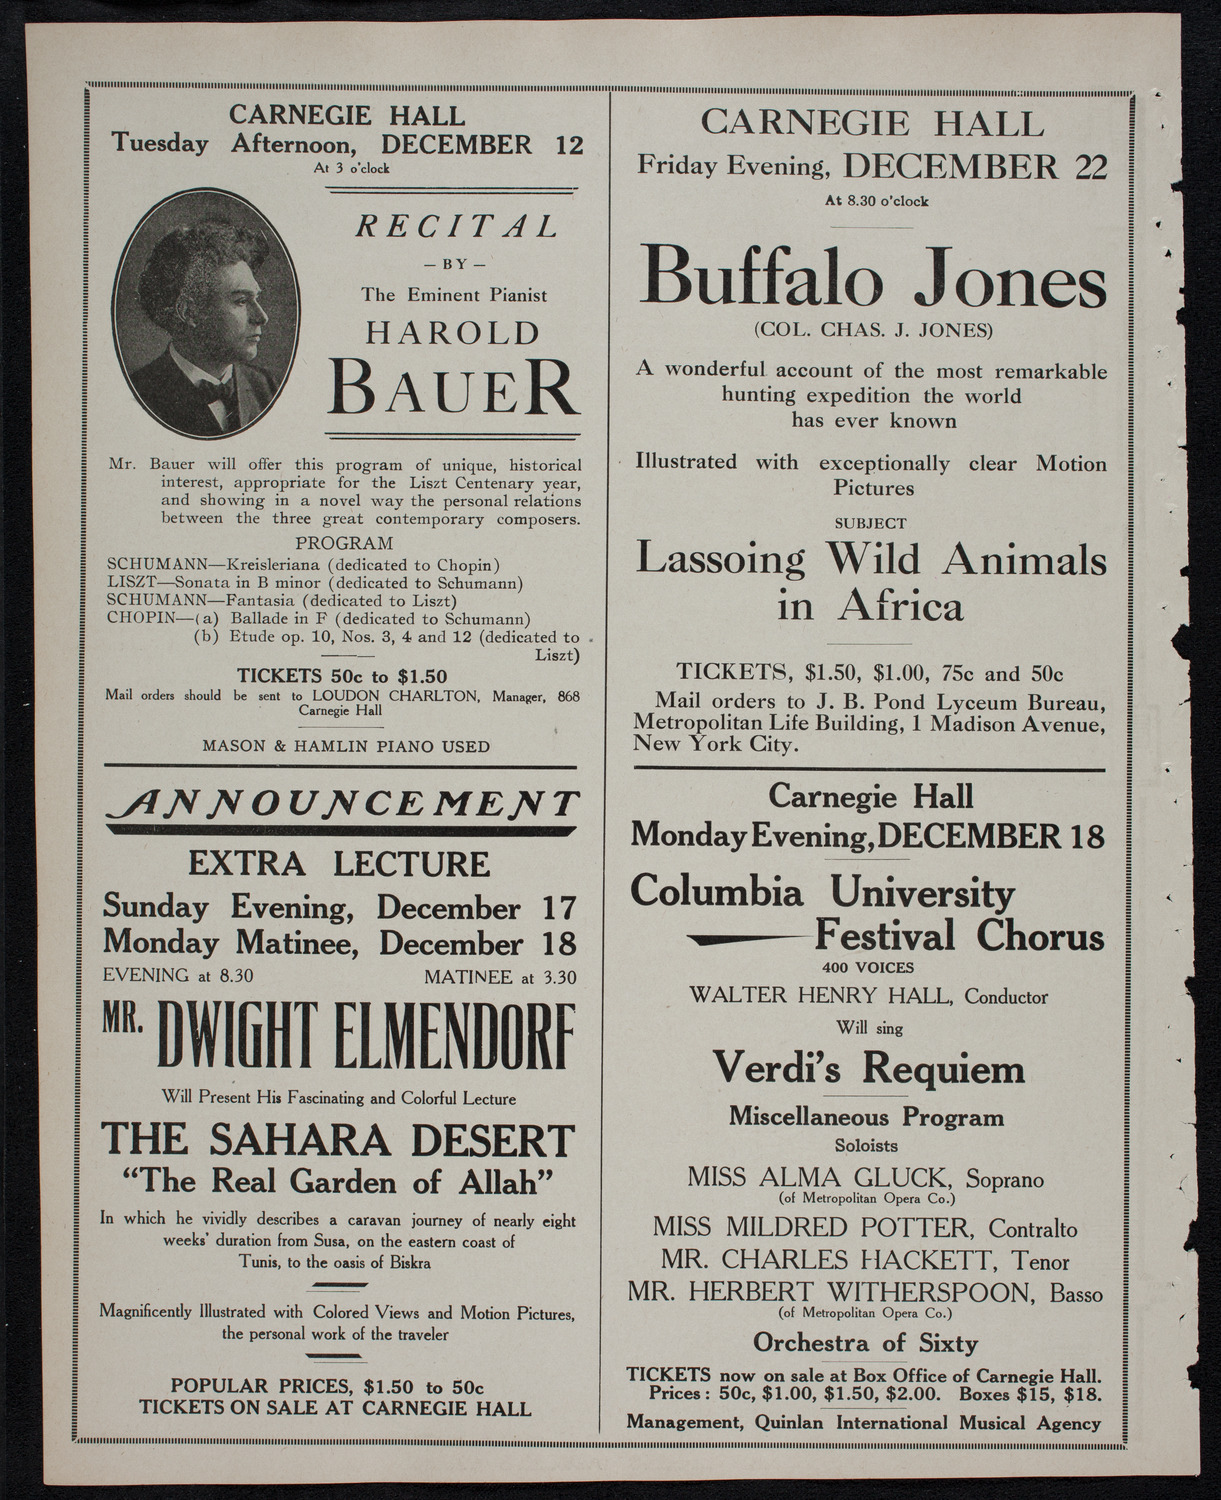 CARNEGIE HALL
Tuesday Afternoon, DECEMBER 12
At 3 o'clock
RECITAL
— BY —
The Eminent Pianist
HAROLD
BAUER
Mr. Bauer will offer this program of unique, historical
interest, appropriate for the Liszt Centenary year,
and showing in a novel way the personal relations
between the three great contemporary composers.
PROGRAM
SCHUMANN—Kreisleriana (dedicated to Chopin)
LISZT—Sonata in B minor (dedicated to Schumann)
SCHUMANN—Fantasia (dedicated to Liszt)
CHOPIN—(a) Ballade in F (dedicated to Schumann)
(b) Etude op. 10, Nos. 3, 4 and 12 (dedicated to
Liszt)
TICKETS 50c to $1.50
Mail orders should be sent to LOUDON CHARLTON, Manager, 868
Carnegie Hall
MASON & HAMLIN PIANO USED
ANNOUNCEMENT
EXTRA LECTURE
Sunday Evening, December 17
Monday Matinee, December 18
EVENING at 8.30 MATINEE at 3.30
MR. DWIGHT ELMENDORF
Will Present His Fascinating and Colorful Lecture
THE SAHARA DESERT
“The Real Garden of Allah”
In which he vividly describes a caravan journey of nearly eight
weeks' duration from Susa, on the eastern coast of
Tunis, to the oasis of Biskra
Magnificently Illustrated with Colored Views and Motion Pictures,
the personal work of the traveler
POPULAR PRICES, $1.50 to 50c
TICKETS ON SALE AT CARNEGIE HALL
CARNEGIE HALL
Friday Evening, DECEMBER 22
At 8.30 o'clock
Buffalo Jones
(COL. CHAS. J. JONES)
A wonderful account of the most remarkable
hunting expedition the world
has ever known
Illustrated with exceptionally clear Motion
Pictures
SUBJECT
Lassoing Wild Animals
in Africa
TICKETS, $1.50, $1.00, 75c and 50c
Mail orders to J. B. Pond Lyceum Bureau,
Metropolitan Life Building, 1 Madison Avenue,
New York City.
Carnegie Hall
Monday Evening, DECEMBER 18
Columbia University
Festival Chorus
400 VOICES
WALTER HENRY HALL, Conductor
Will sing
Verdi's Requiem
Miscellaneous Program
Soloists
MISS ALMA GLUCK, Soprano
(of Metropolitan Opera Co.)
MISS MILDRED POTTER, Contralto
MR. CHARLES HACKETT, Tenor
MR. HERBERT WITHERSPOON, Basso
(of Metropolitan Opera Co.)
Orchestra of Sixty
TICKETS now on sale at Box Office of Carnegie Hall.
Prices: 50c, $1.00, $1.50, $2.00. Boxes $15, $18.
Management, Quinlan International Musical Agency